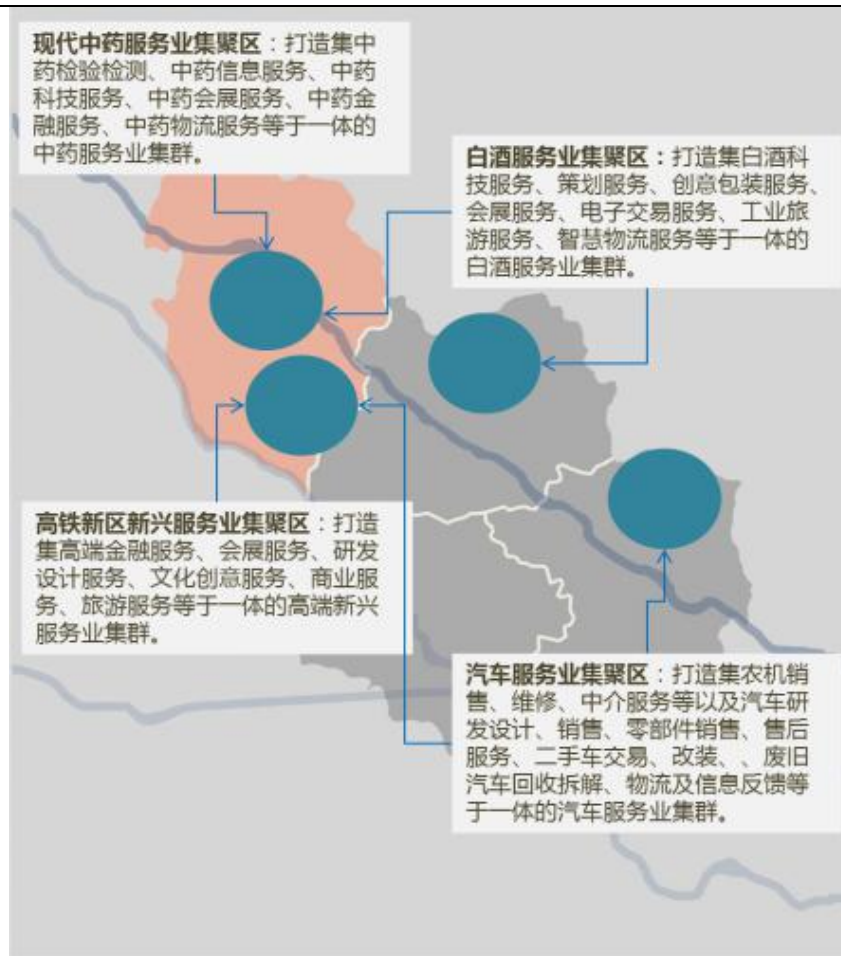 现代中药服务业集聚区：打造集中
药检验检测、中药信息服务、中药
科技服务、中药会展服务、中药金
融服务、中药物流服务等于一体的
中药服务业集群。
白酒服务业集聚区：打造集白酒科
技服务、策划服务、创意包装服务、
会展服务、电子交易服务、工业旅
游服务、智慧物流服务等于一体的
白酒服务业集群。
高铁新区新兴服务业集聚区：打造
集高端金融服务、会展服务、研发
设计服务、文化创意服务、商业服
务、旅游服务等于一体的高端新兴
服务业集群。
汽车服务业集聚区：打造集农机销
售、维修、中介服务等以及汽车研
发设计、销售、零部件销售、售后
服务、二手车交易、改装、、废旧
汽车回收拆解、物流及信息反馈等
于一体的汽车服务业集群。